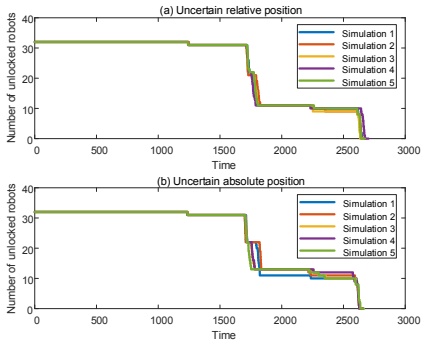 (a) Uncertain relative position
Number of unlocked robots
40
30
20
10
0
Simulation 1
Simulation 2
Simulation 3
Simulation 4
Simulation 5
0 500 1000 1500 2000 2500 3000
Time
(b) Uncertain absolute position
Number of unlocked robots
40
30
20
10
0
Simulation 1
Simulation 2
Simulation 3
Simulation 4
Simulation 5
0 500 1000 1500 2000 2500 3000
Time